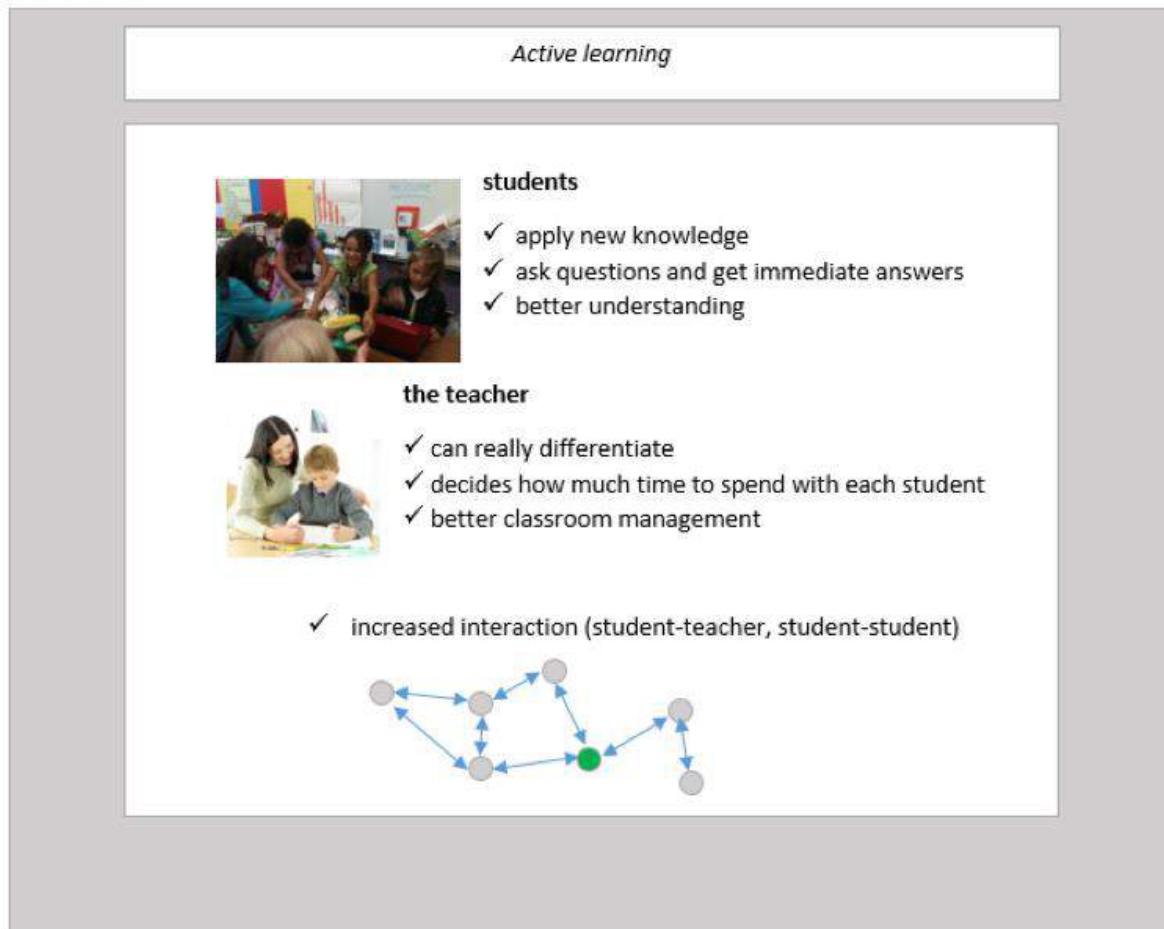 Active learning
students
✓ apply new knowledge
✓ ask questions and get immediate answers
✓ better understanding
the teacher
✓ can really differentiate
✓ decides how much time to spend with each student
✓ better classroom management
✓ increased interaction (student-teacher, student-student)